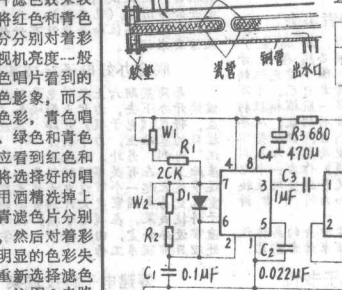 将红色和青色
分分别对着彩
视机亮度一般
色唱片看到的
色影象，而不
色彩，青色唱
、绿色和青色
应看到红色和
将选择好的唱
用酒精洗掉上
青滤色片分别
，然后对着彩
明显的色彩失
重新选择滤色
胶垫
瓷管
钢管
出水口
W1
R1
2CK
W2
D1
R2
C1
0.1μF
4
8
7
3
6
5
2
1
R3 680
C4
470μ
C3
1μF
C2
0.022μF
1
2